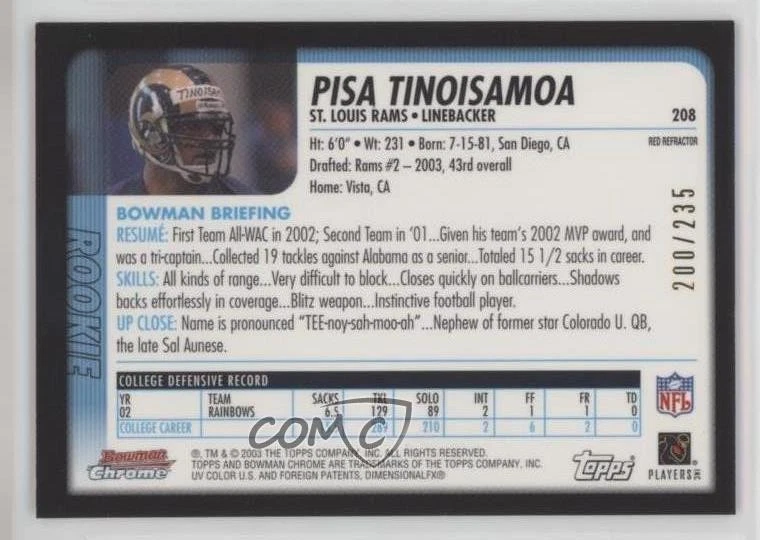 TINOISAM
PISA TINOISAMOA
ST. LOUIS RAMS • LINEBACKER 208
Ht: 6'0" • Wt: 231 • Born: 7-15-81, San Diego, CA RED REFRACTOR
Drafted: Rams #2 – 2003, 43rd overall
Home: Vista, CA
200/235
ROOKIE
BOWMAN BRIEFING
RESUMÉ: First Team All-WAC in 2002; Second Team in '01...Given his team's 2002 MVP award, and
was a tri-captain...Collected 19 tackles against Alabama as a senior...Totaled 15 1/2 sacks in career.
SKILLS: All kinds of range...Very difficult to block...Closes quickly on ballcarriers...Shadows
backs effortlessly in coverage...Blitz weapon...Instinctive football player.
UP CLOSE: Name is pronounced "TEE-noy-sah-moo-ah"...Nephew of former star Colorado U. QB,
the late Sal Aunese.
COLLEGE DEFENSIVE RECORD
YR TEAM SACKS TKL SOLO INT FF FR TD
02 RAINBOWS 6.5 129 89 2 1 1 0
COLLEGE CAREER 289 210 2 6 2 0
NFL
COMC
Bowman
Chrome
®, TM & © 2003 THE TOPPS COMPANY, INC. ALL RIGHTS RESERVED.
TOPPS AND BOWMAN CHROME ARE TRADEMARKS OF THE TOPPS COMPANY, INC.
UV COLOR U.S. AND FOREIGN PATENTS, DIMENSIONALFX®
Topps
PLAYERS INC